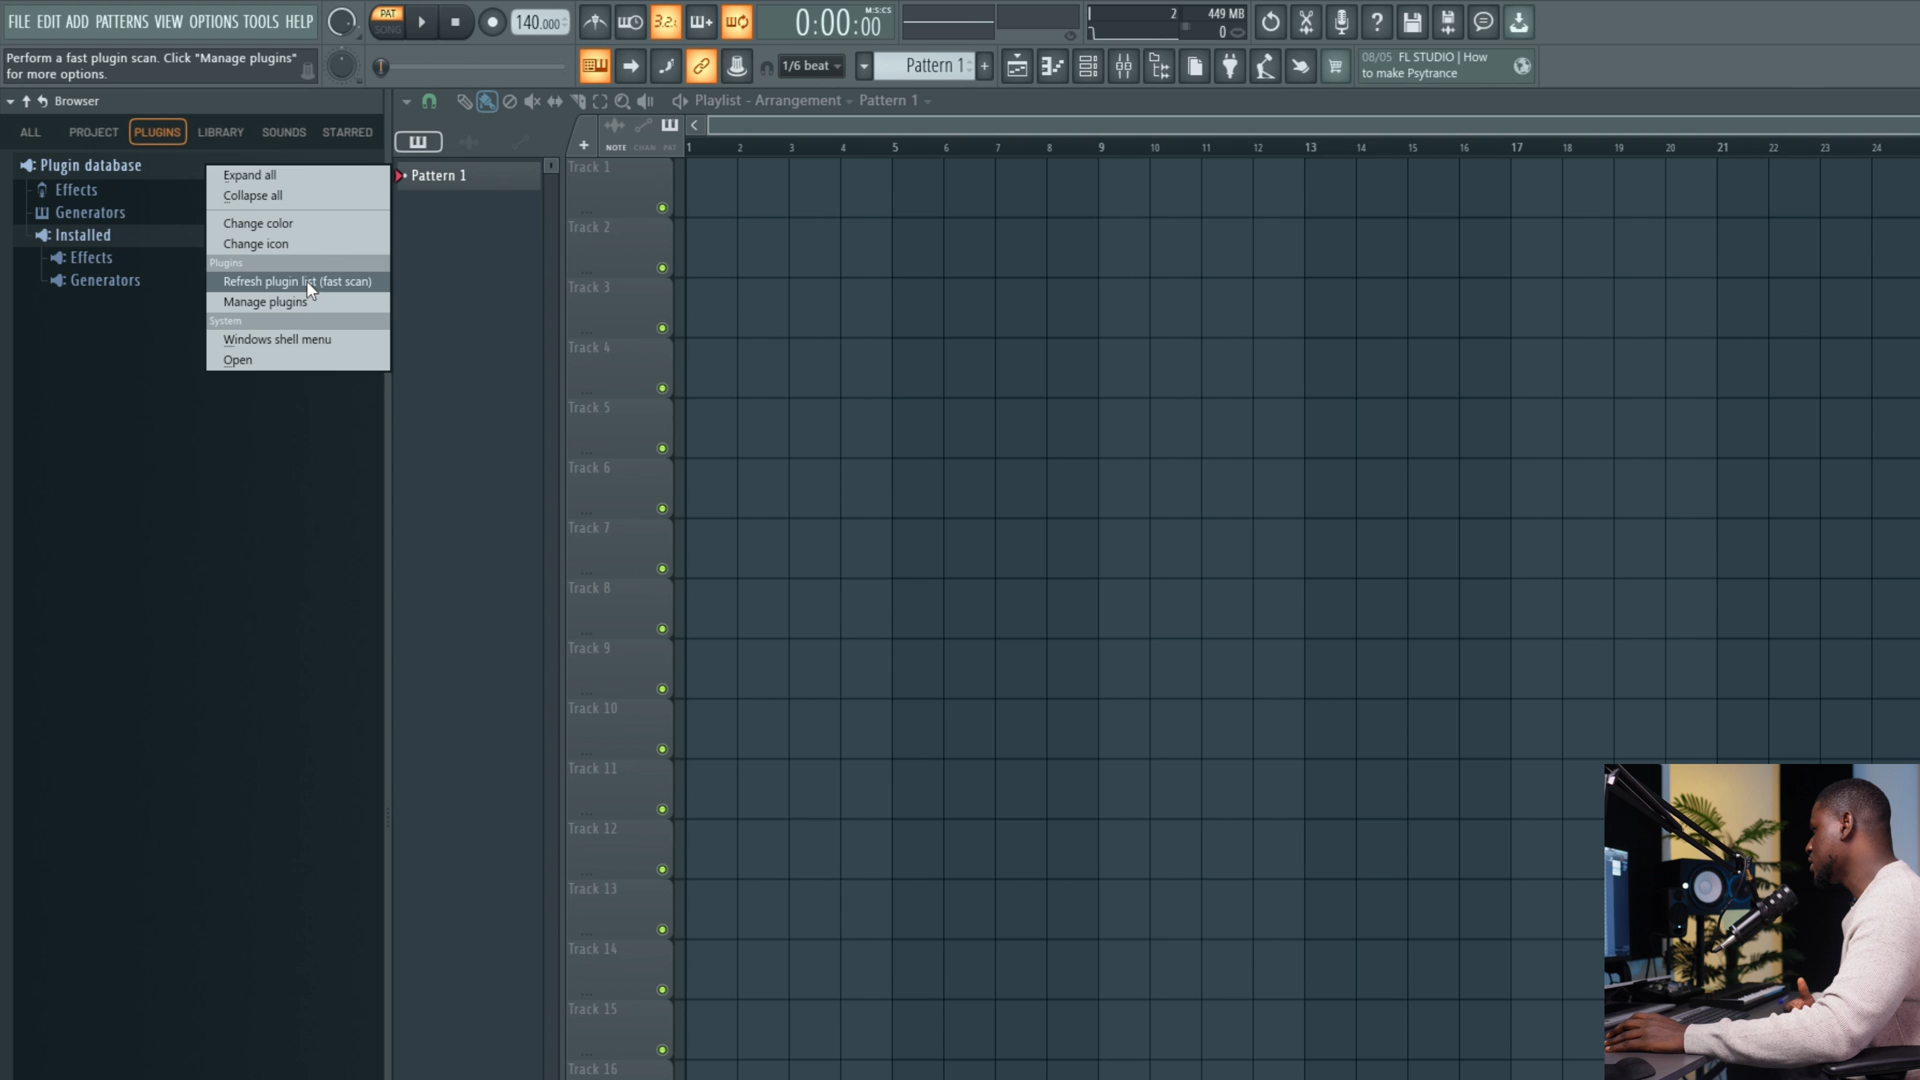 FILE EDIT ADD PATTERNS VIEW OPTIONS TOOLS HELP
PAT
SONG
140.000
3.2.
0:00:00
M:S:CS
2
449 MB
0
Perform a fast plugin scan. Click "Manage plugins"
for more options.
1/6 beat
Pattern 1
+
08/05 FL STUDIO | How
to make Psytrance
Browser
Playlist - Arrangement
Pattern 1
ALL
PROJECT
PLUGINS
LIBRARY
SOUNDS
STARRED
NOTE CHAN PAT
1 2 3 4 5 6 7 8 9 10 11 12 13 14 15 16 17 18 19 20 21 22 23 24
Plugin database
Effects
Generators
Installed
Effects
Generators
Expand all
Collapse all
Change color
Change icon
Plugins
Refresh plugin list (fast scan)
Manage plugins
System
Windows shell menu
Open
Pattern 1
Track 1
Track 2
Track 3
Track 4
Track 5
Track 6
Track 7
Track 8
Track 9
Track 10
Track 11
Track 12
Track 13
Track 14
Track 15
Track 16